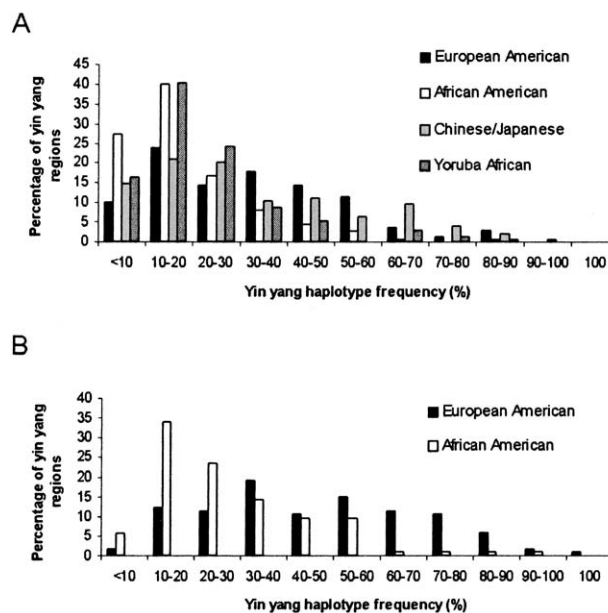 A
Percentage of yin yang
regions
45
40
35
30
25
20
15
10
5
0
European American
African American
Chinese/Japanese
Yoruba African
<10 10-20 20-30 30-40 40-50 50-60 60-70 70-80 80-90 90-100 100
Yin yang haplotype frequency (%)
B
Percentage of yin yang
regions
40
35
30
25
20
15
10
5
0
European American
African American
<10 10-20 20-30 30-40 40-50 50-60 60-70 70-80 80-90 90-100 100
Yin yang haplotype frequency (%)